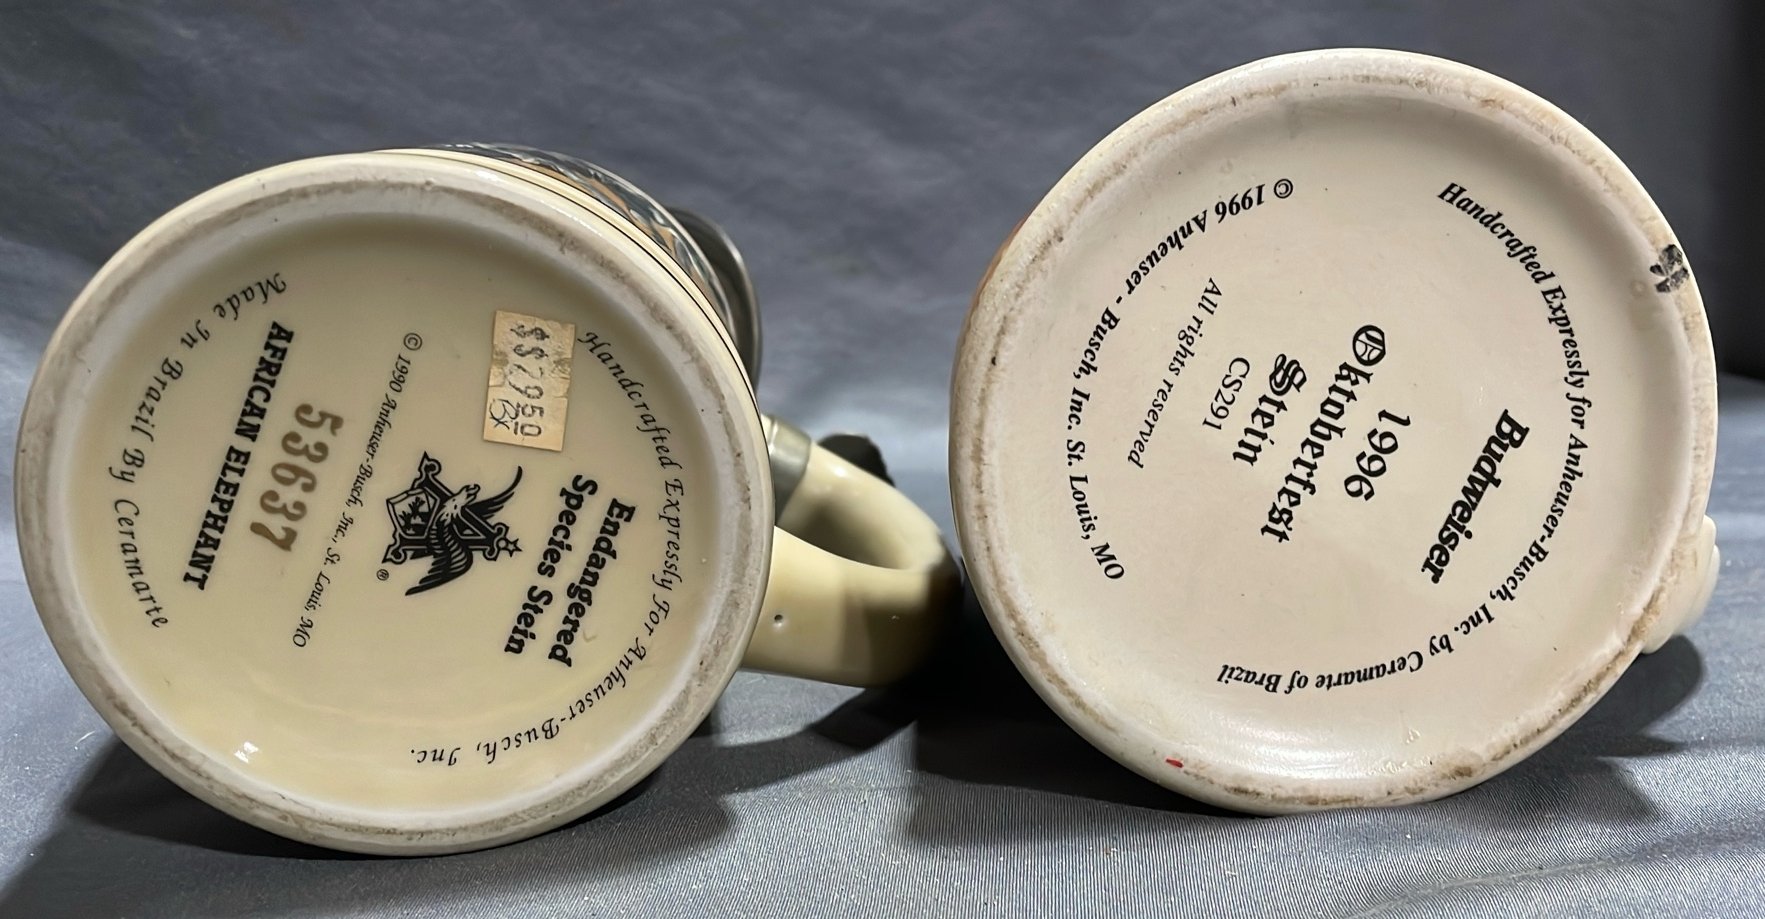 Handcrafted Expressly For Anheuser-Busch, Inc.
Endangered
Species Stein
$$79.50
®
© 1990 Anheuser-Busch, Inc., St. Louis, MO
53637
AFRICAN ELEPHANT
Made In Brazil By Ceramarte
Handcrafted Expressly for Anheuser-Busch, Inc. by Ceramarte of Brazil
Budweiser
1996
Oktoberfest
Stein
CS291
All rights reserved
© 1996 Anheuser - Busch, Inc. St. Louis, MO